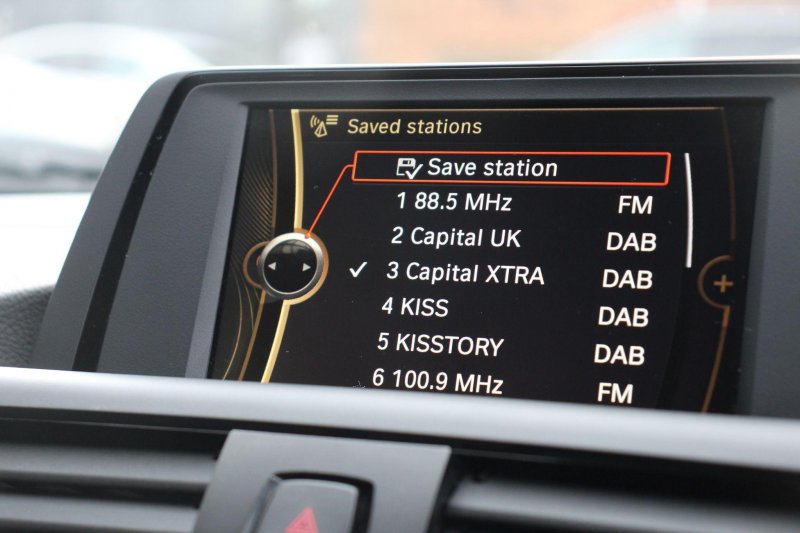 Saved stations
Save station
1 88.5 MHz FM
2 Capital UK DAB
3 Capital XTRA DAB
4 KISS DAB
5 KISSTORY DAB
6 100.9 MHz FM